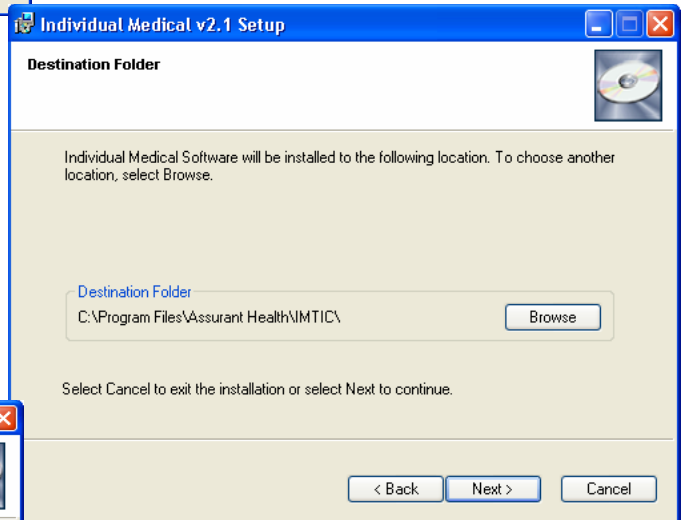 Individual Medical v2.1 Setup
Destination Folder
Individual Medical Software will be installed to the following location. To choose another
location, select Browse.
Destination Folder
C:\Program Files\Assurant Health\IMTIC\
Browse
Select Cancel to exit the installation or select Next to continue.
< Back
Next >
Cancel